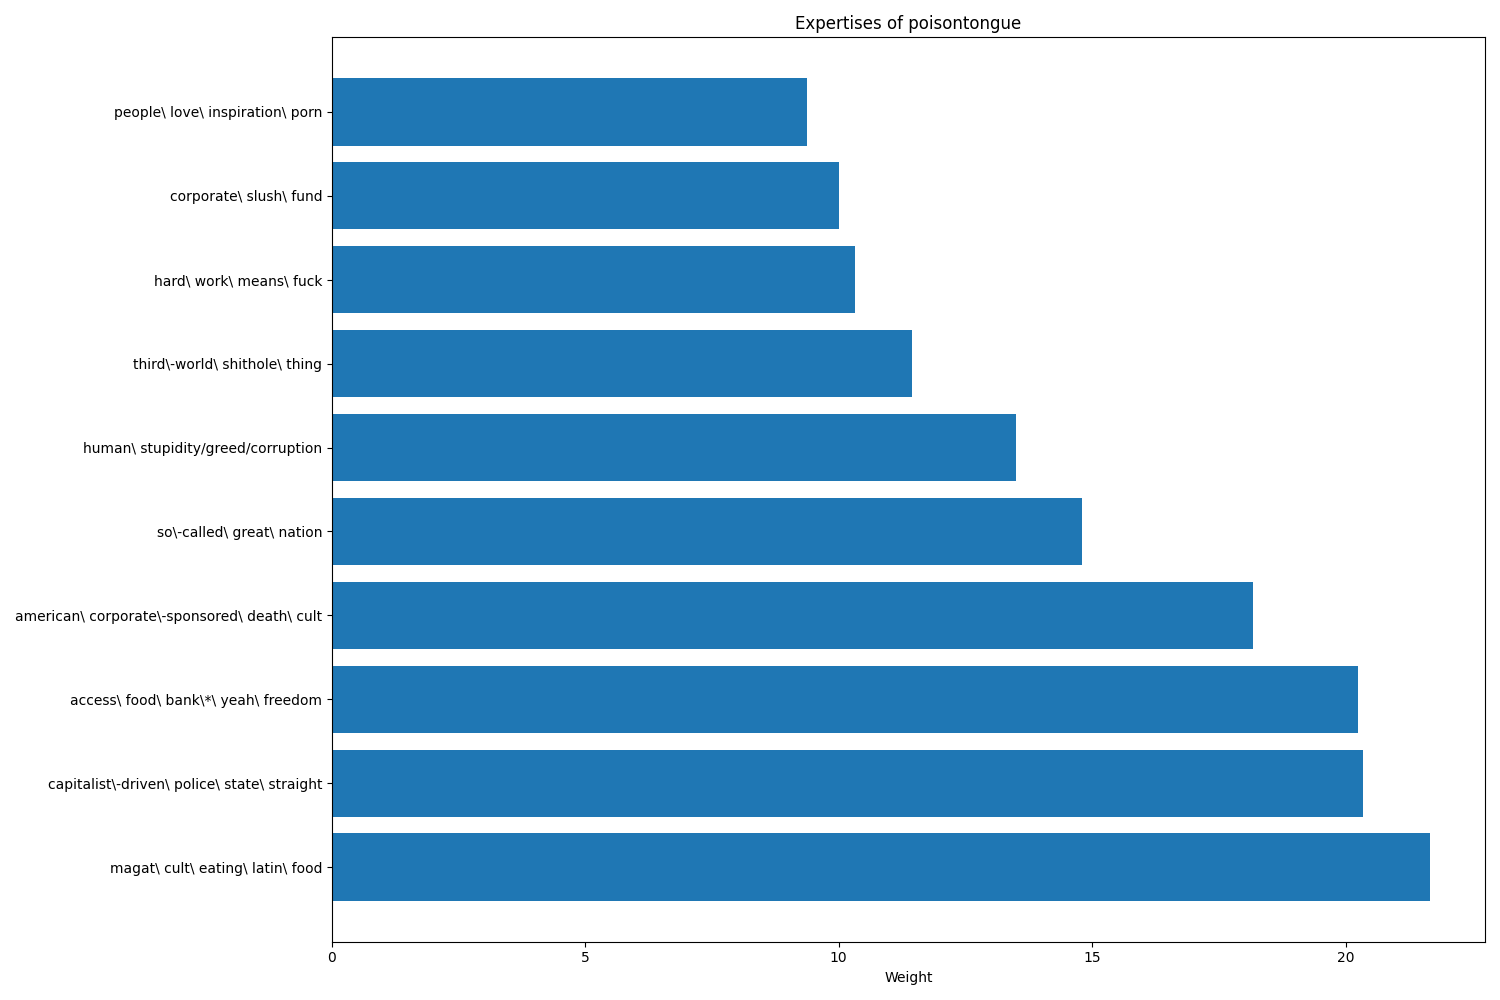 Expertises of poisontongue
people\ love\ inspiration\ porn
corporate\ slush\ fund
hard\ work\ means\ fuck
third\-world\ shithole\ thing
human\ stupidity/greed/corruption
so\-called\ great\ nation
american\ corporate\-sponsored\ death\ cult
access\ food\ bank\*\ yeah\ freedom
capitalist\-driven\ police\ state\ straight
magat\ cult\ eating\ latin\ food
0 5 10 15 20
Weight